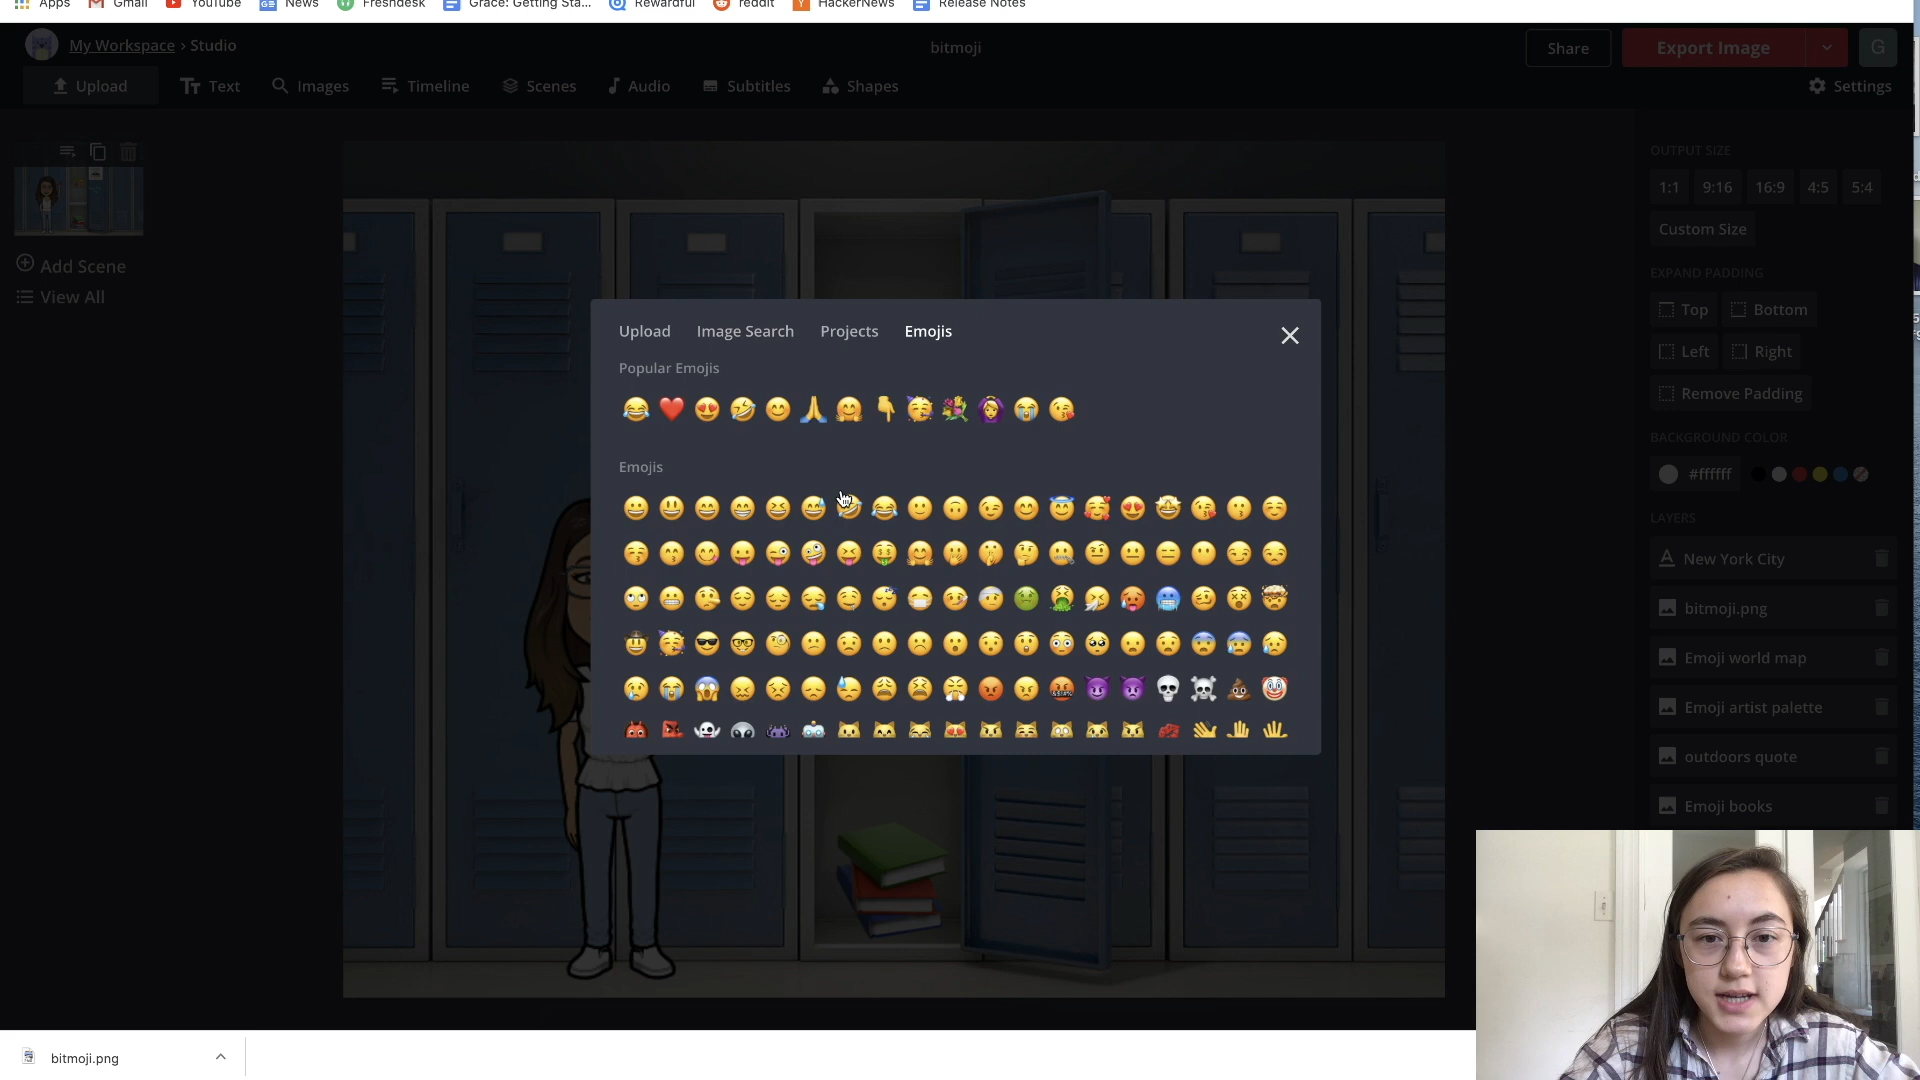 Apps Gmail YouTube News Freshdesk Grace: Getting Sta... Rewardful reddit HackerNews Release Notes
My Workspace › Studio
bitmoji
Share
Export Image
G
Upload Text Images Timeline Scenes Audio Subtitles Shapes
Settings
Add Scene
View All
Upload Image Search Projects Emojis
Popular Emojis
Emojis
OUTPUT SIZE
1:1 9:16 16:9 4:5 5:4
Custom Size
EXPAND PADDING
Top Bottom
Left Right
Remove Padding
BACKGROUND COLOR
#ffffff
LAYERS
New York City
bitmoji.png
Emoji world map
Emoji artist palette
outdoors quote
Emoji books
bitmoji.png